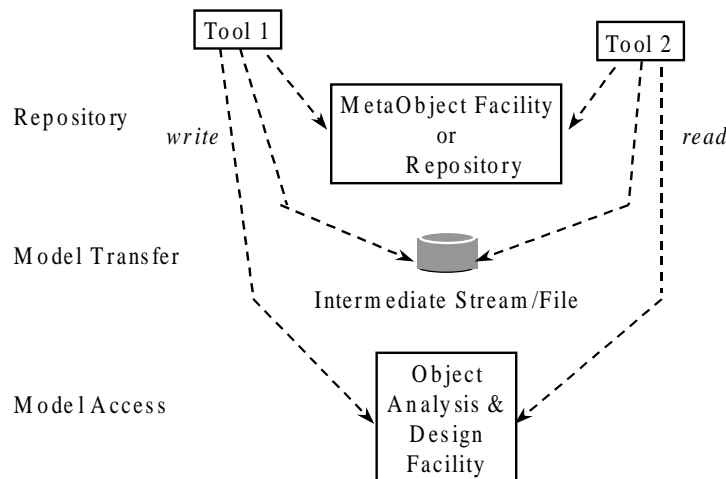 Tool 1
Tool 2
Repository
write
MetaObject Facility
or
Repository
read
Model Transfer
Intermediate Stream/File
Model Access
Object
Analysis &
Design
Facility